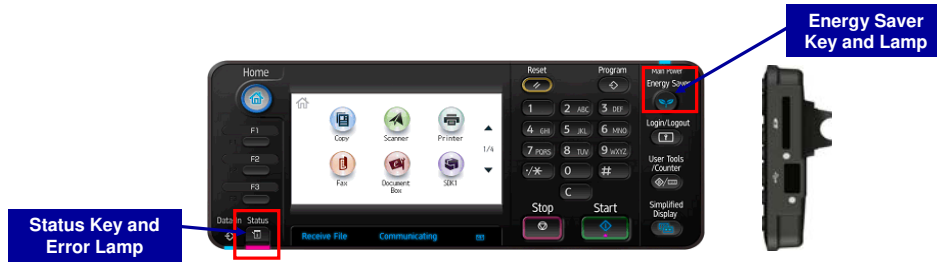 Energy Saver
Key and Lamp
Home
Reset
Program
Main Power
Energy Saver
F1
1
2 ABC
3 DEF
Login/Logout
Copy
Scanner
Printer
4 GHI
5 JKL
6 MNO
1/4
F2
7 PQRS
8 TUV
9 WXYZ
User Tools
/Counter
Fax
Document
Box
SDK1
·/✳
0
#
F3
C
Simplified
Display
Data In
Status
Stop
Start
Status Key and
Error Lamp
Receive File
Communicating